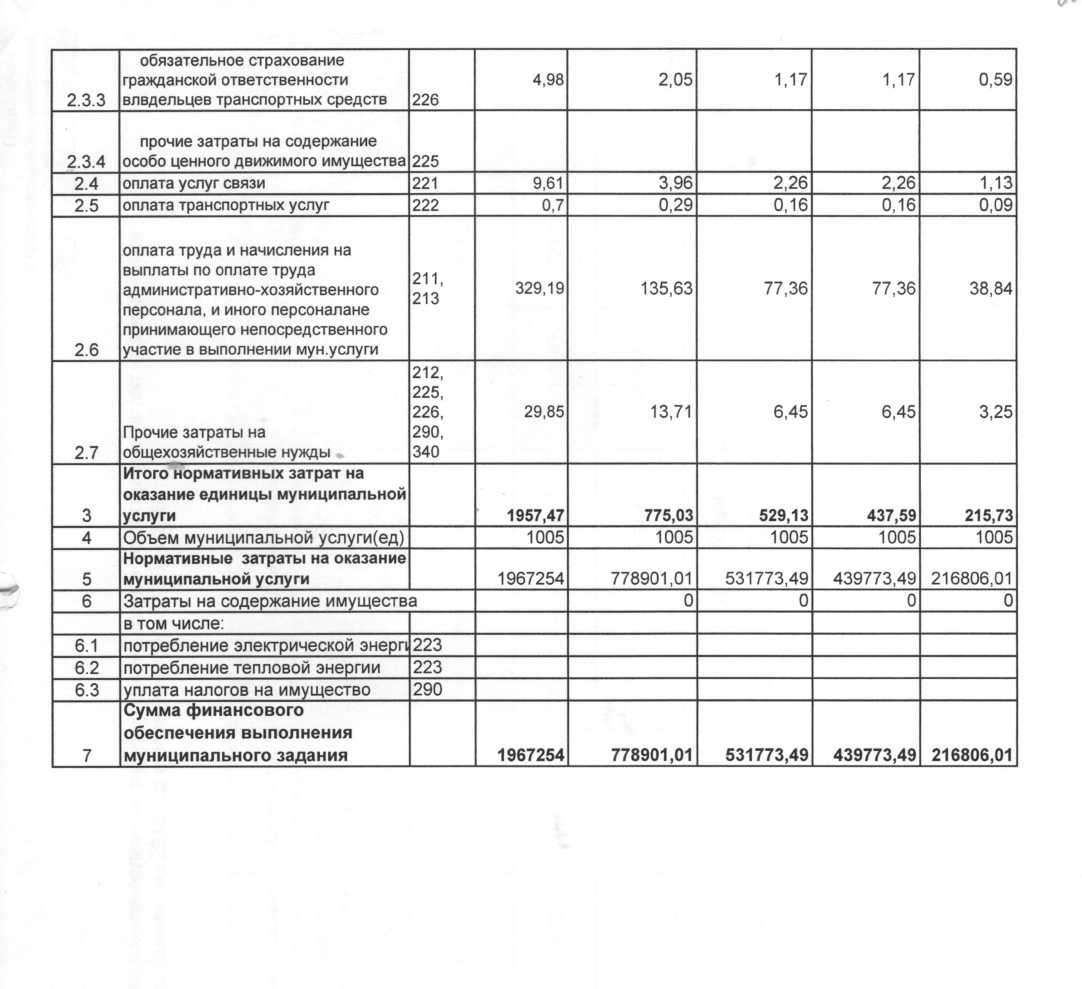 обязательное страхование
гражданской ответственности
2.3.3 влвдельцев транспортных средств 226 4,98 2,05 1,17 1,17 0,59
прочие затраты на содержание
2.3.4 особо ценного движимого имущества 225
2.4 оплата услуг связи 221 9,61 3,96 2,26 2,26 1,13
2.5 оплата транспортных услуг 222 0,7 0,29 0,16 0,16 0,09
оплата труда и начисления на
выплаты по оплате труда
административно-хозяйственного 211, 329,19 135,63 77,36 77,36 38,84
персонала, и иного персоналане 213
принимающего непосредственного
2.6 участие в выполнении мун.услуги
212,
225,
226, 29,85 13,71 6,45 6,45 3,25
Прочие затраты на 290,
2.7 общехозяйственные нужды 340
Итого нормативных затрат на
оказание единицы муниципальной
3 услуги 1957,47 775,03 529,13 437,59 215,73
4 Объем муниципальной услуги(ед) 1005 1005 1005 1005 1005
Нормативные затраты на оказание
5 муниципальной услуги 1967254 778901,01 531773,49 439773,49 216806,01
6 Затраты на содержание имущества 0 0 0 0
в том числе:
6.1 потребление электрической энерги 223
6.2 потребление тепловой энергии 223
6.3 уплата налогов на имущество 290
Сумма финансового
обеспечения выполнения
7 муниципального задания 1967254 778901,01 531773,49 439773,49 216806,01